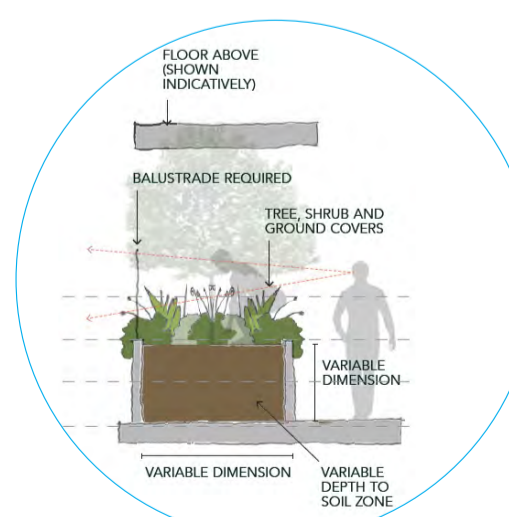 FLOOR ABOVE
(SHOWN
INDICATIVELY)
BALUSTRADE REQUIRED
TREE, SHRUB AND
GROUND COVERS
VARIABLE
DIMENSION
VARIABLE DIMENSION
VARIABLE
DEPTH TO
SOIL ZONE